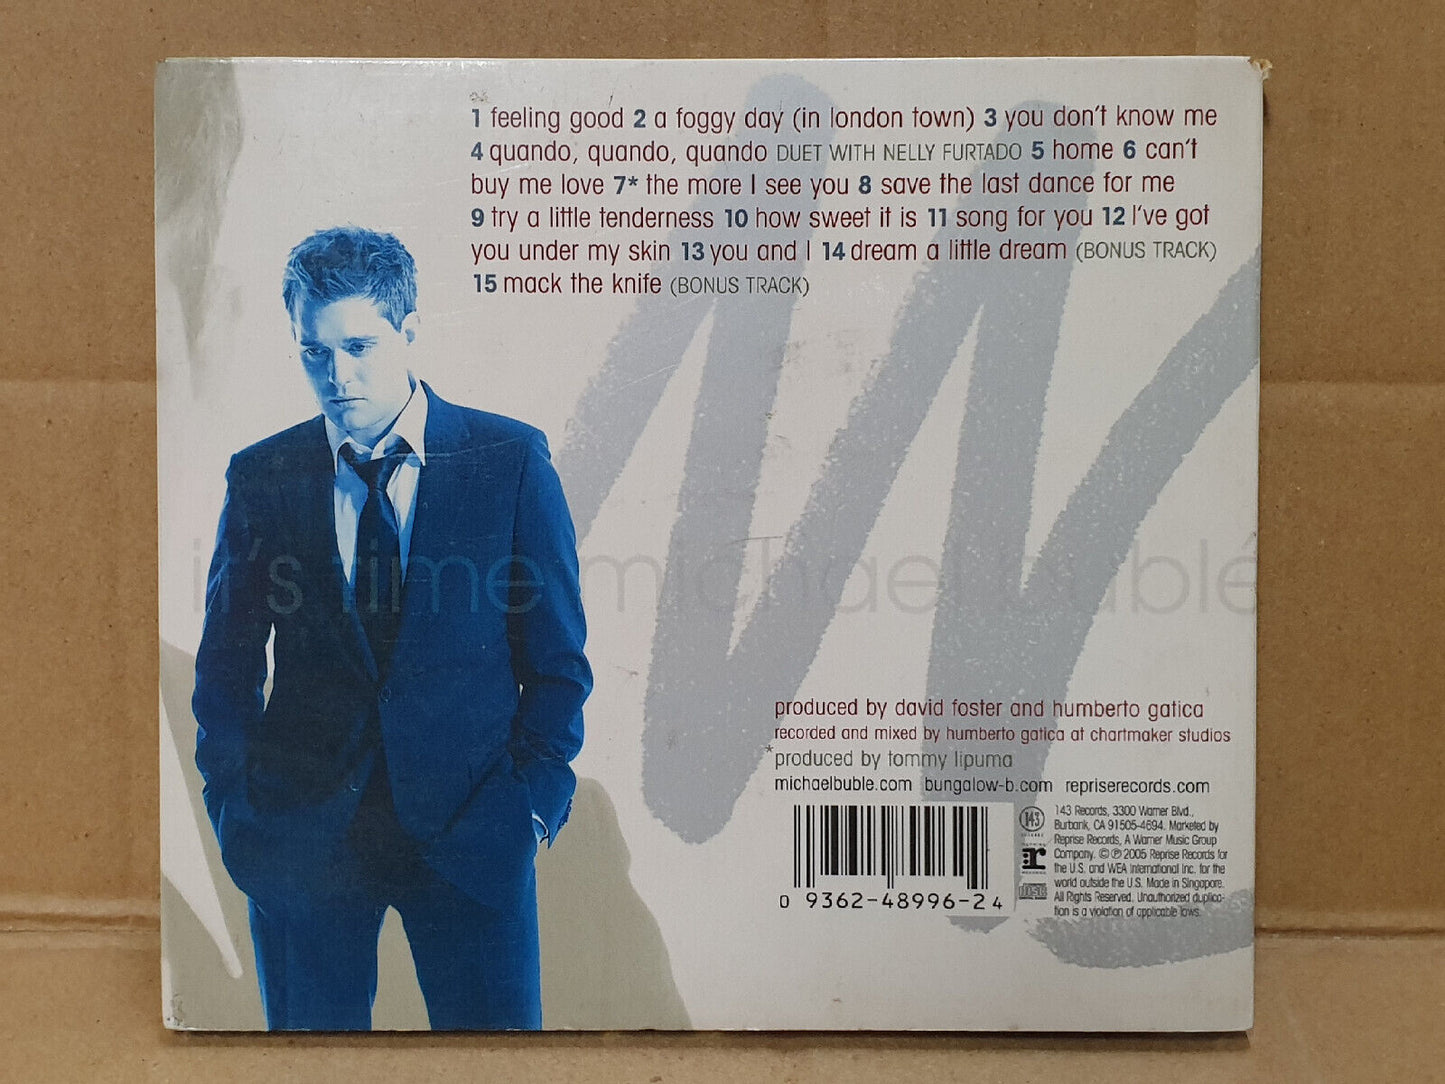 1 feeling good 2 a foggy day (in london town) 3 you don't know me
4 quando, quando, quando DUET WITH NELLY FURTADO 5 home 6 can't
buy me love 7* the more I see you 8 save the last dance for me
9 try a little tenderness 10 how sweet it is 11 song for you 12 I've got
you under my skin 13 you and I 14 dream a little dream (BONUS TRACK)
15 mack the knife (BONUS TRACK)
it's time michael bublé
produced by david foster and humberto gatica
recorded and mixed by humberto gatica at chartmaker studios
*produced by tommy lipuma
michaelbuble.com bungalow-b.com repriserecords.com
143 Records, 3300 Warner Blvd.,
Burbank, CA 91505-4694. Marketed by
Reprise Records, A Warner Music Group
Company. © ℗ 2005 Reprise Records for
the U.S. and WEA International Inc. for the
world outside the U.S. Made in Singapore.
All Rights Reserved. Unauthorized duplica-
tion is a violation of applicable laws.
143
r
0 9362-48996-2 4